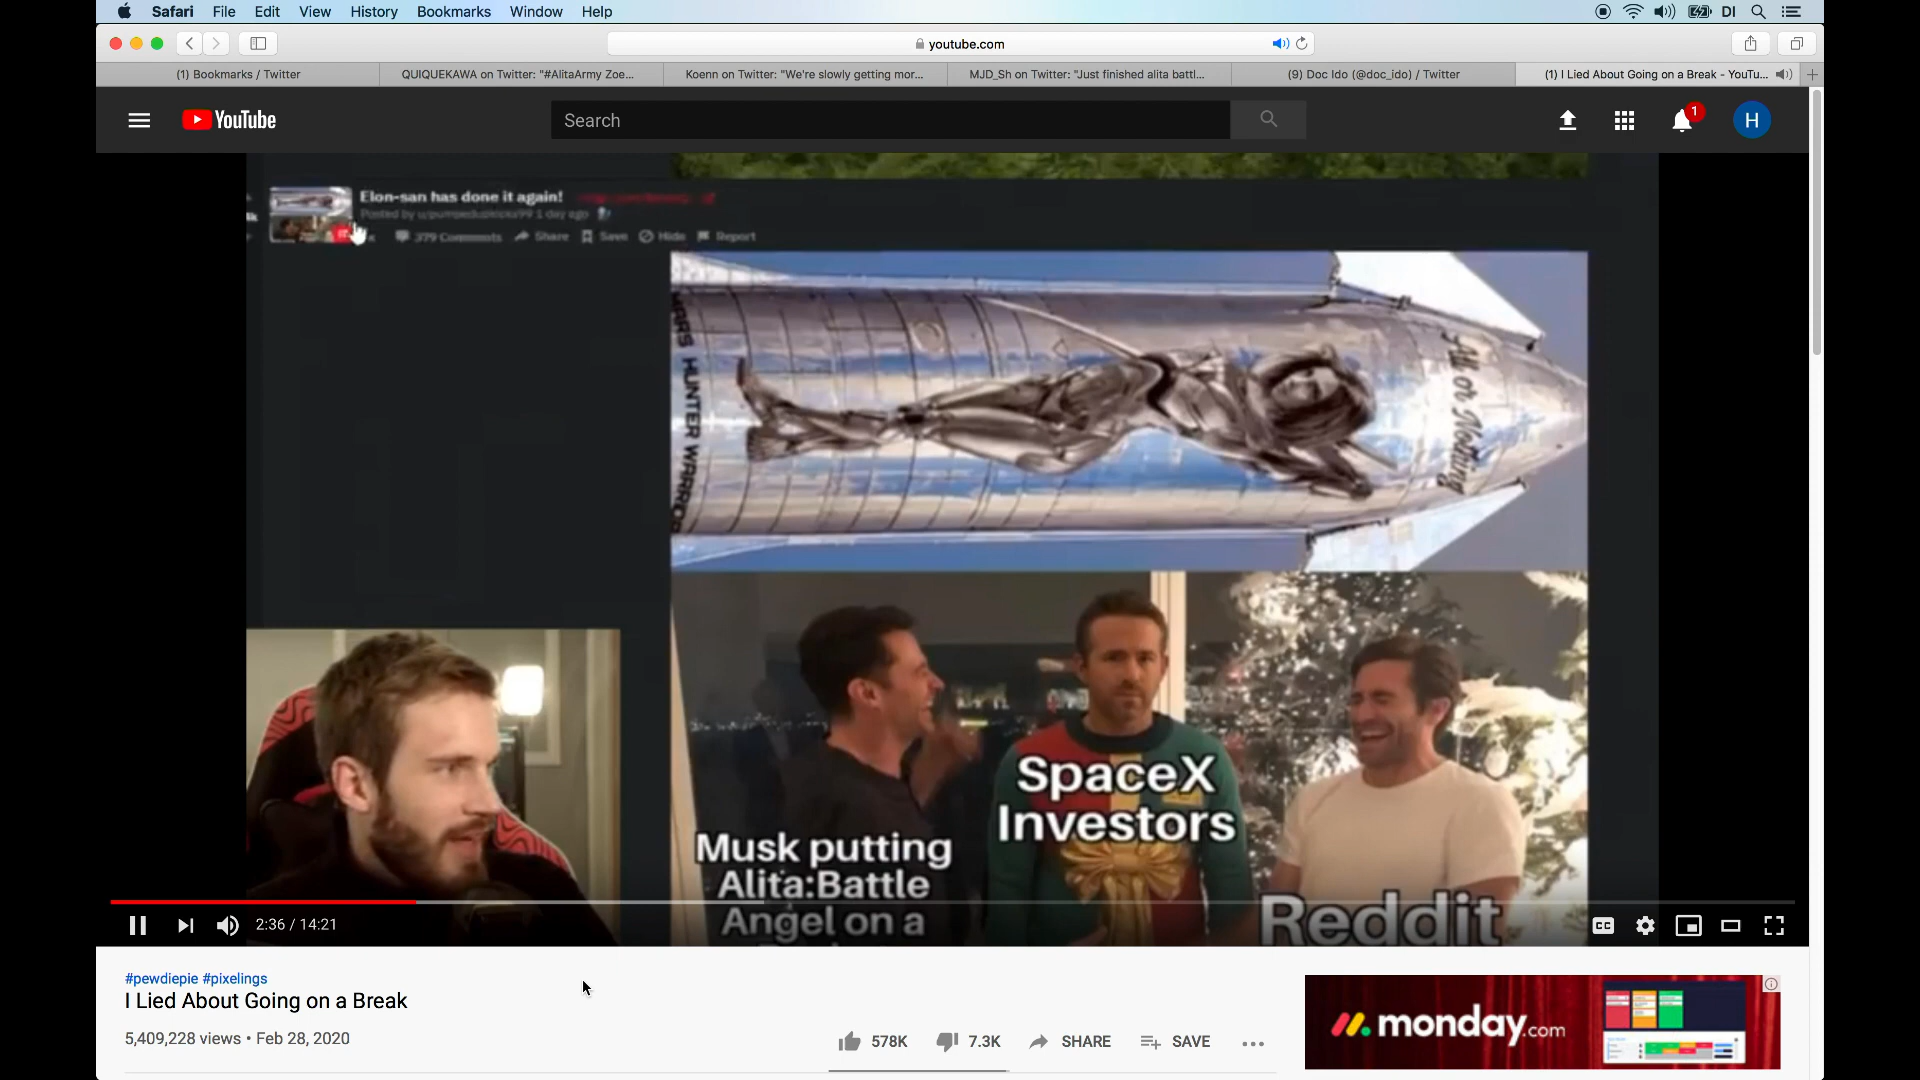 Safari File Edit View History Bookmarks Window Help DI
youtube.com
(1) Bookmarks / Twitter
QUIQUEKAWA on Twitter: "#AlitaArmy Zoe...
Koenn on Twitter: "We're slowly getting mor...
MJD_Sh on Twitter: "Just finished alita battl...
(9) Doc Ido (@doc_ido) / Twitter
(1) I Lied About Going on a Break - YouTu...
YouTube
Search
1
H
Elon-san has done it again!
379 Comments Share Save Hide Report
HUNTER WARRIOR
All or Nothing
SpaceX
Investors
Musk putting
Alita:Battle
Angel on a
Reddit
2:36 / 14:21
CC
#pewdiepie #pixelings
I Lied About Going on a Break
5,409,228 views • Feb 28, 2020
578K 7.3K SHARE SAVE
monday.com